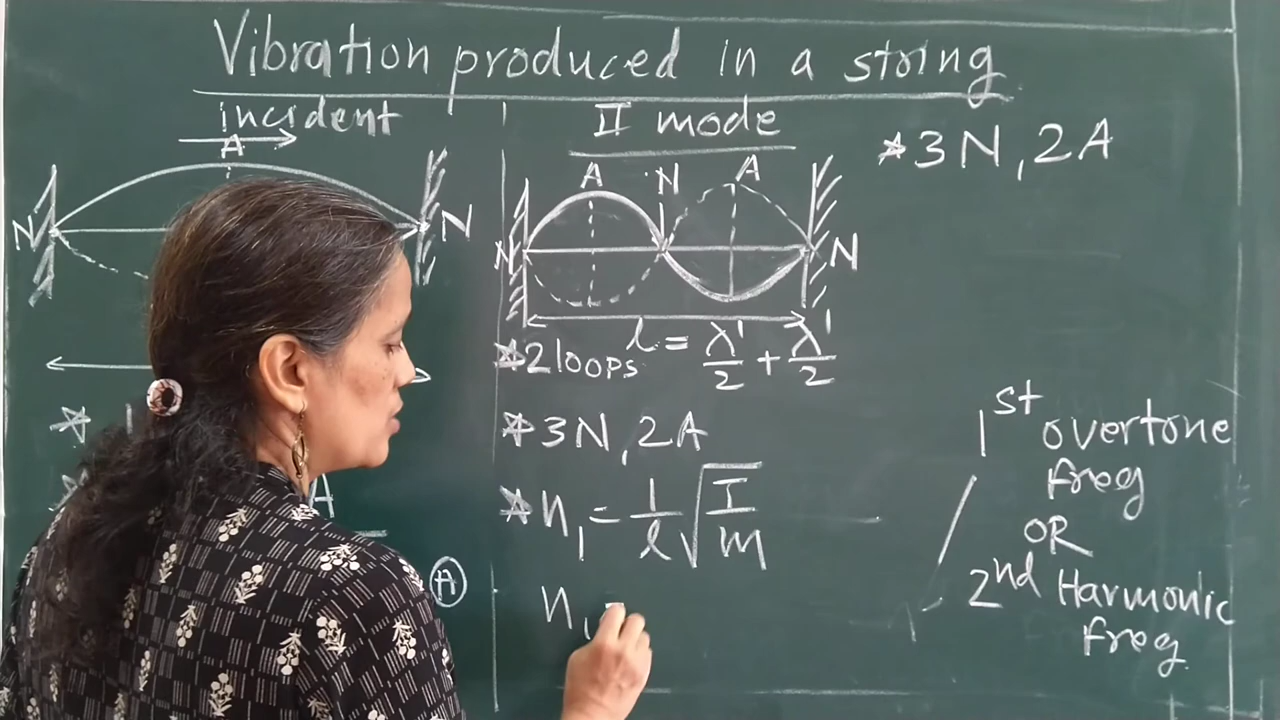 Vibration produced in a string
incident
A
N
N
A
A
II mode
A
N
A
N
N
l = λ'/2 + λ'/2
*2 loops
*3N, 2A
*n₁ = 1/l √T/m
n₁ =
*3N, 2A
1st overtone
freq
OR
2nd Harmonic
freq.